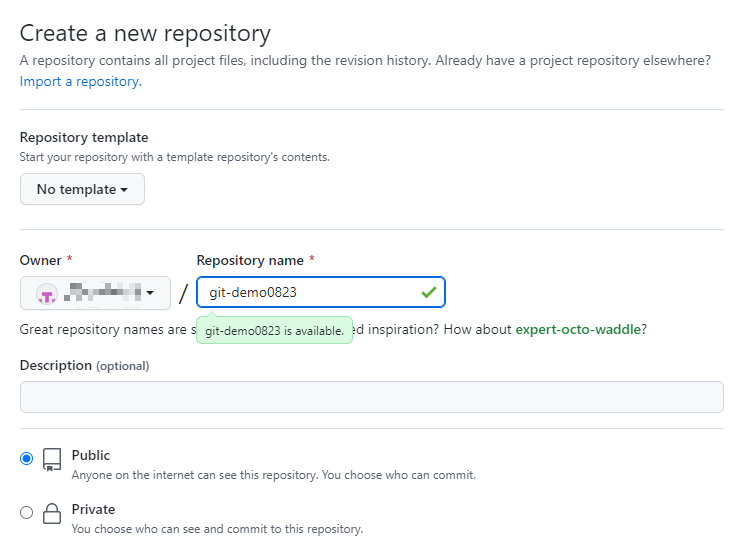 Create a new repository
A repository contains all project files, including the revision history. Already have a project repository elsewhere?
Import a repository.
Repository template
Start your repository with a template repository's contents.
No template
Owner *
Repository name *
/
git-demo0823
git-demo0823 is available.
Great repository names are inspiration? How about expert-octo-waddle?
Description (optional)
Public
Anyone on the internet can see this repository. You choose who can commit.
Private
You choose who can see and commit to this repository.